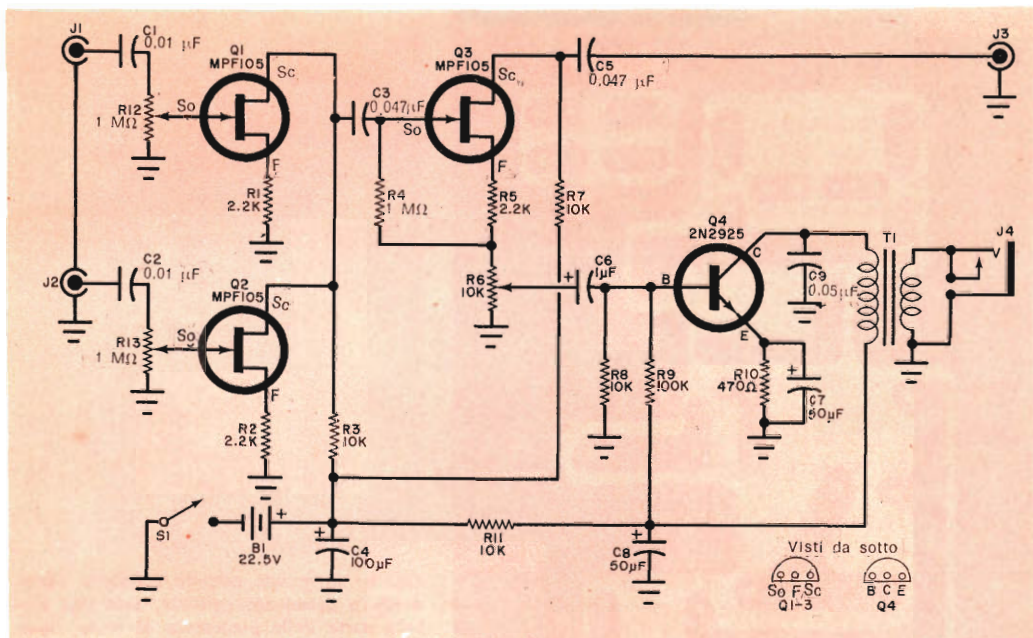 J1
C1
0.01 µF
R12
1 MΩ
So
Q1
MPF105
Sc
F
R1
2.2K
C3
0.047µF
So
R4
1 MΩ
Q3
MPF105
Sc
F
R5
2.2K
R6
10K
C5
0.047 µF
R7
10K
J3
J2
C2
0.01 µF
R13
1 MΩ
So
Q2
MPF105
Sc
F
R2
2.2K
R3
10K
C6
+
1µF
R8
10K
R9
100K
Q4
2N2925
B
C
E
C9
0.05µF
R10
470Ω
+
C7
50µF
T1
J4
V
S1
B1
22.5V
+
+
C4
100µF
R11
10K
+
C8
50µF
Visti da sotto
So F Sc
Q1-3
B C E
Q4